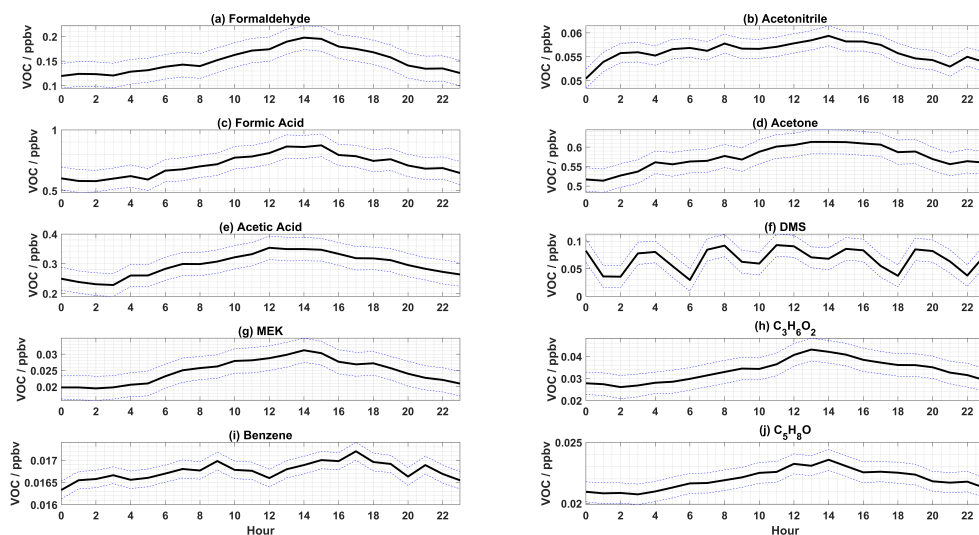 (a) Formaldehyde
VOC / ppbv
0.2
0.15
0.1
0 2 4 6 8 10 12 14 16 18 20 22
(b) Acetonitrile
VOC / ppbv
0.06
0.055
0.05
0 2 4 6 8 10 12 14 16 18 20 22
(c) Formic Acid
VOC / ppbv
1
0.5
0 2 4 6 8 10 12 14 16 18 20 22
(d) Acetone
VOC / ppbv
0.6
0.5
0 2 4 6 8 10 12 14 16 18 20 22
(e) Acetic Acid
VOC / ppbv
0.4
0.3
0.2
0 2 4 6 8 10 12 14 16 18 20 22
(f) DMS
VOC / ppbv
0.1
0.05
0
0 2 4 6 8 10 12 14 16 18 20 22
(g) MEK
VOC / ppbv
0.03
0.025
0.02
0 2 4 6 8 10 12 14 16 18 20 22
(h) C₃H₆O₂
VOC / ppbv
0.04
0.03
0.02
0 2 4 6 8 10 12 14 16 18 20 22
(i) Benzene
VOC / ppbv
0.017
0.0165
0.016
0 2 4 6 8 10 12 14 16 18 20 22
Hour
(j) C₅H₈O
VOC / ppbv
0.025
0.02
0 2 4 6 8 10 12 14 16 18 20 22
Hour